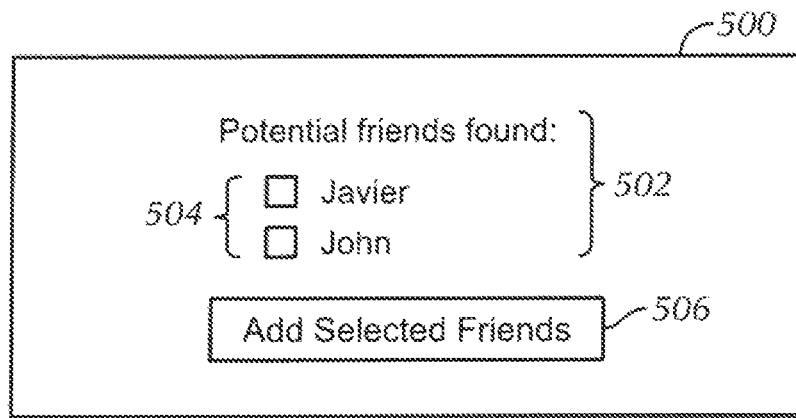 500
Potential friends found:
504 Javier 502
John
Add Selected Friends 506